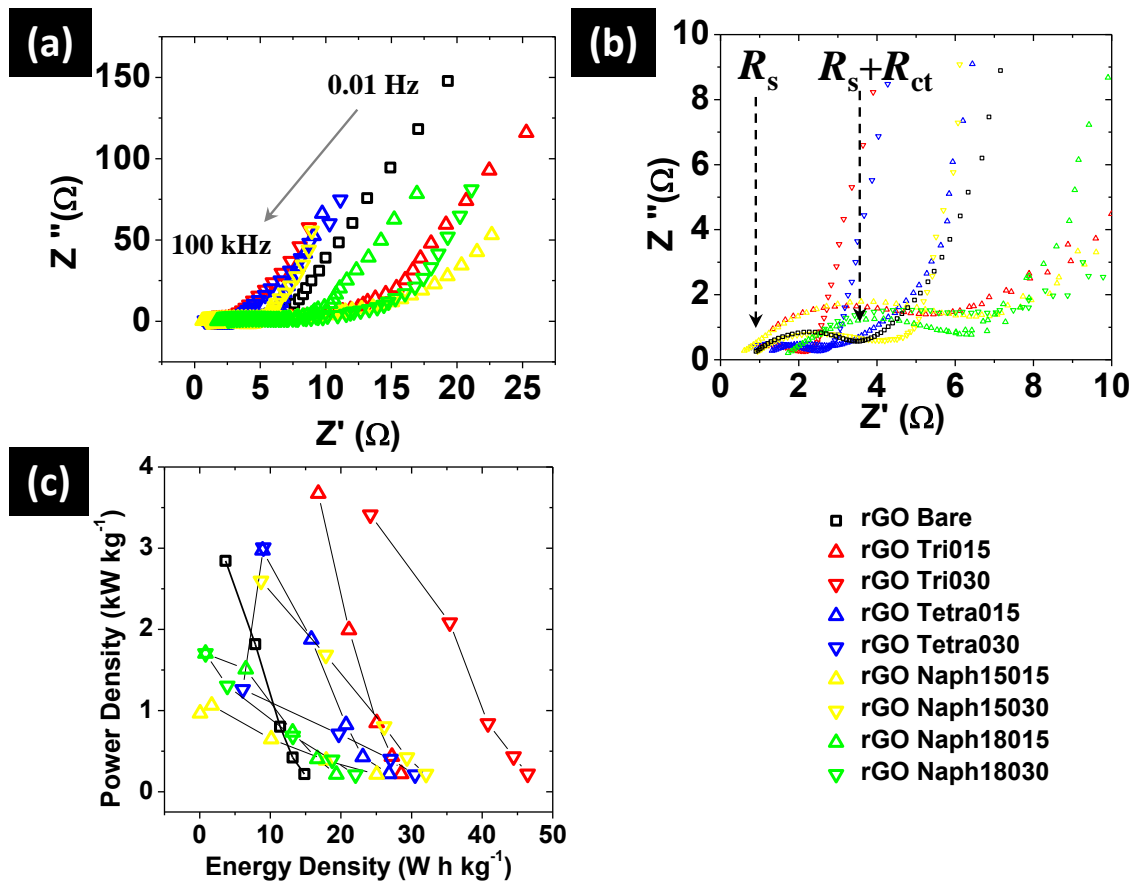 (a)
150
100
50
0
Z ''(Ω)
0.01 Hz
100 kHz
0 5 10 15 20 25
Z' (Ω)
(b)
10
8
6
4
2
0
Z ''(Ω)
Rs
Rs+Rct
0 2 4 6 8 10
Z' (Ω)
(c)
4
3
2
1
0
Power Density (kW kg-1)
0 10 20 30 40 50
Energy Density (W h kg-1)
rGO Bare
rGO Tri015
rGO Tri030
rGO Tetra015
rGO Tetra030
rGO Naph15015
rGO Naph15030
rGO Naph18015
rGO Naph18030